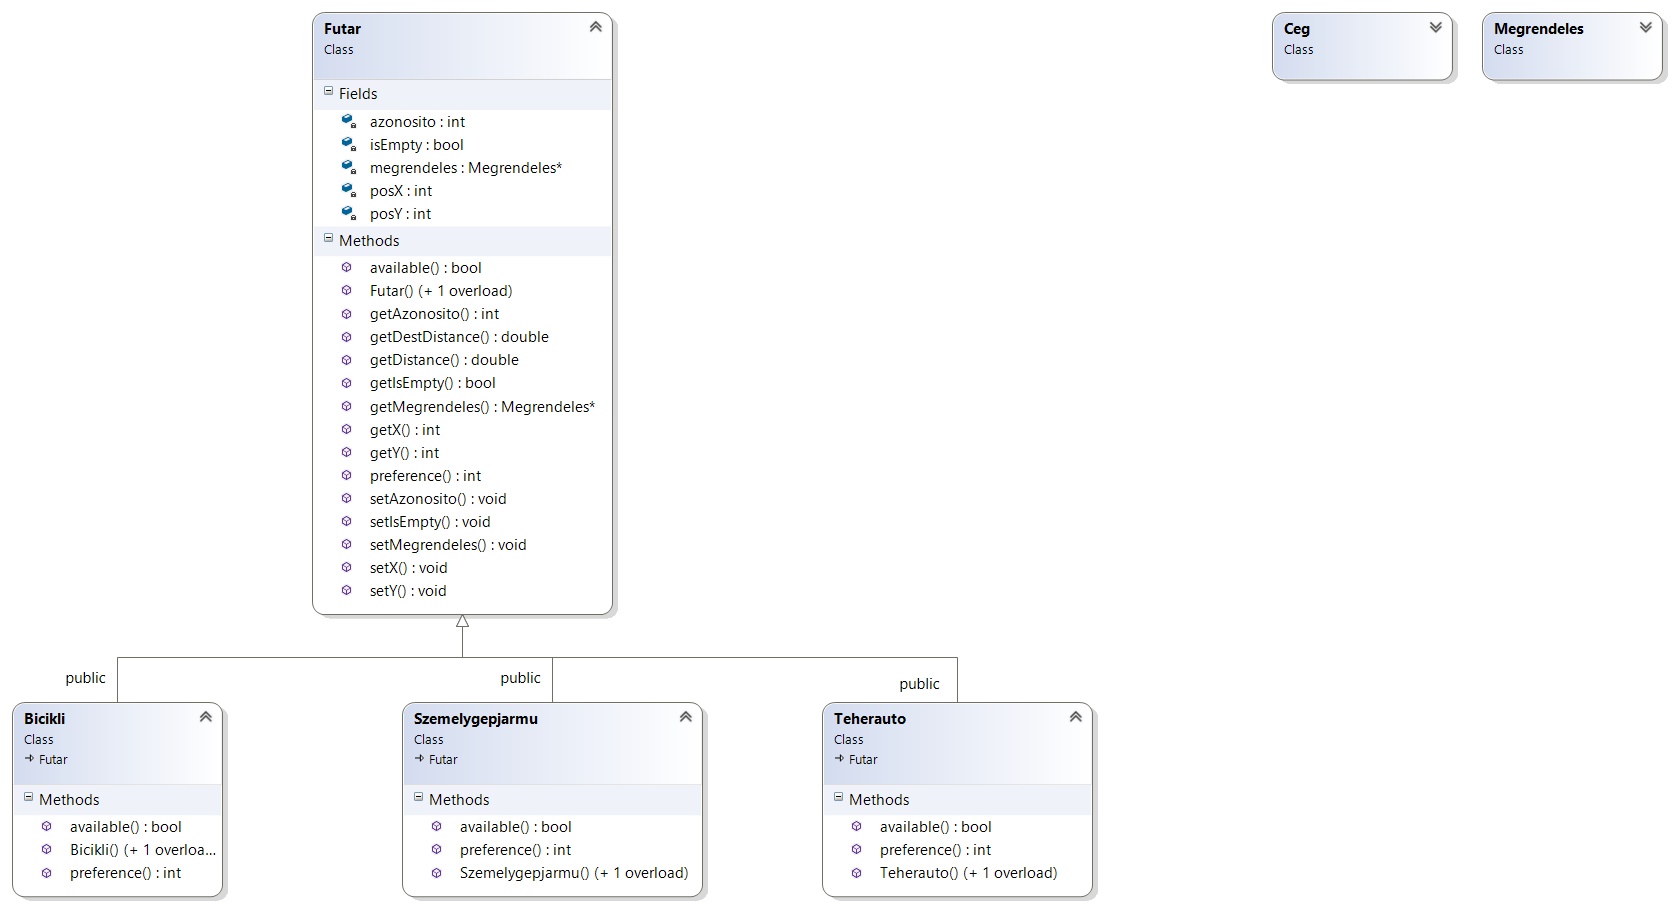 Futar
Class
Fields
azonosito : int
isEmpty : bool
megrendeles : Megrendeles*
posX : int
posY : int
Methods
available() : bool
Futar() (+ 1 overload)
getAzonosito() : int
getDestDistance() : double
getDistance() : double
getIsEmpty() : bool
getMegrendeles() : Megrendeles*
getX() : int
getY() : int
preference() : int
setAzonosito() : void
setIsEmpty() : void
setMegrendeles() : void
setX() : void
setY() : void
Ceg
Class
Megrendeles
Class
public
public
public
Bicikli
Class
Futar
Methods
available() : bool
Bicikli() (+ 1 overloa...
preference() : int
Szemelygepjarmu
Class
Futar
Methods
available() : bool
preference() : int
Szemelygepjarmu() (+ 1 overload)
Teherauto
Class
Futar
Methods
available() : bool
preference() : int
Teherauto() (+ 1 overload)